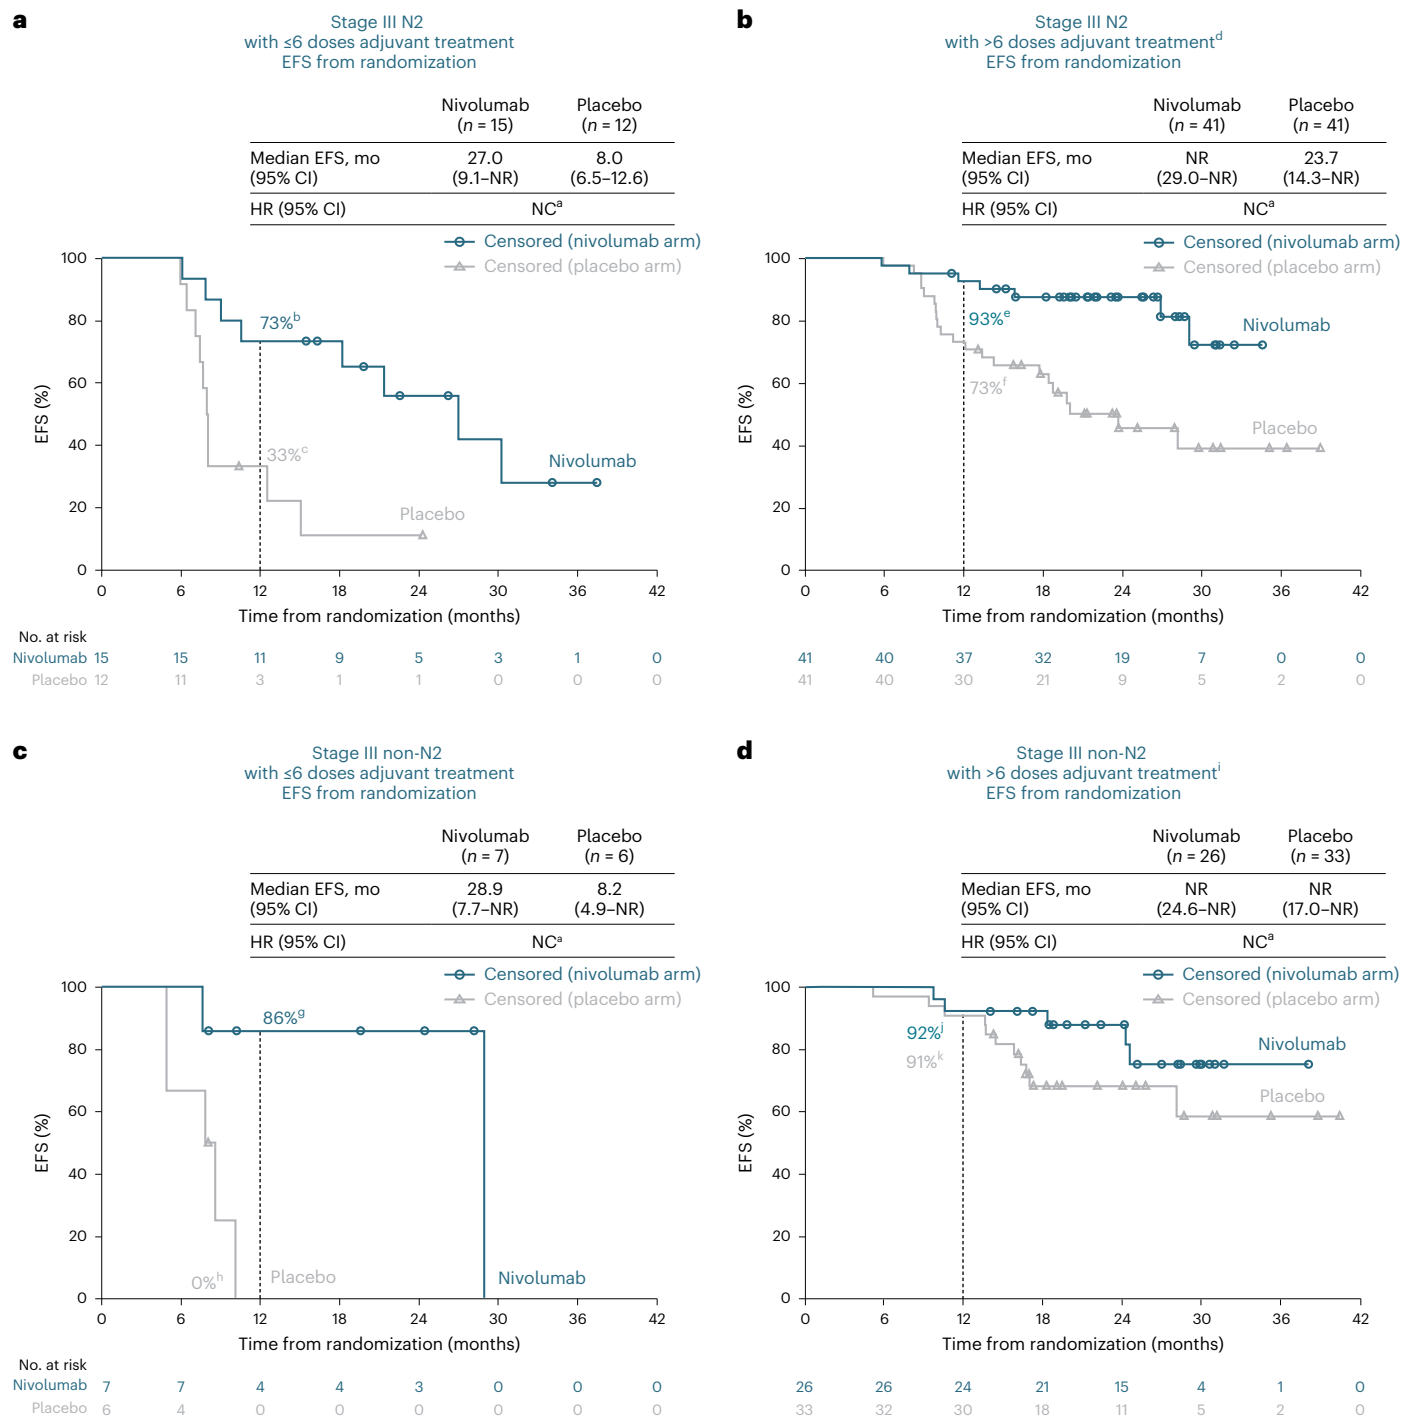 a
Stage III N2
with ≤6 doses adjuvant treatment
EFS from randomization
Nivolumab Placebo
(n = 15) (n = 12)
Median EFS, mo 27.0 8.0
(95% CI) (9.1–NR) (6.5–12.6)
HR (95% CI) NCa
Censored (nivolumab arm)
Censored (placebo arm)
100
80
60
40
20
0
EFS (%)
73%b
33%c
Nivolumab
Placebo
0 6 12 18 24 30 36 42
Time from randomization (months)
No. at risk
Nivolumab 15 15 11 9 5 3 1 0
Placebo 12 11 3 1 1 0 0 0
b
Stage III N2
with >6 doses adjuvant treatmentd
EFS from randomization
Nivolumab Placebo
(n = 41) (n = 41)
Median EFS, mo NR 23.7
(95% CI) (29.0–NR) (14.3–NR)
HR (95% CI) NCa
Censored (nivolumab arm)
Censored (placebo arm)
100
80
60
40
20
0
EFS (%)
93%e
73%f
Nivolumab
Placebo
0 6 12 18 24 30 36 42
Time from randomization (months)
41 40 37 32 19 7 0 0
41 40 30 21 9 5 2 0
c
Stage III non-N2
with ≤6 doses adjuvant treatment
EFS from randomization
Nivolumab Placebo
(n = 7) (n = 6)
Median EFS, mo 28.9 8.2
(95% CI) (7.7–NR) (4.9–NR)
HR (95% CI) NCa
Censored (nivolumab arm)
Censored (placebo arm)
100
80
60
40
20
0
EFS (%)
86%g
0%h
Placebo
Nivolumab
0 6 12 18 24 30 36 42
Time from randomization (months)
No. at risk
Nivolumab 7 7 4 4 3 0 0 0
Placebo 6 4 0 0 0 0 0 0
d
Stage III non-N2
with >6 doses adjuvant treatmenti
EFS from randomization
Nivolumab Placebo
(n = 26) (n = 33)
Median EFS, mo NR NR
(95% CI) (24.6–NR) (17.0–NR)
HR (95% CI) NCa
Censored (nivolumab arm)
Censored (placebo arm)
100
80
60
40
20
0
EFS (%)
92%j
91%k
Nivolumab
Placebo
0 6 12 18 24 30 36 42
Time from randomization (months)
26 26 24 21 15 4 1 0
33 32 30 18 11 5 2 0